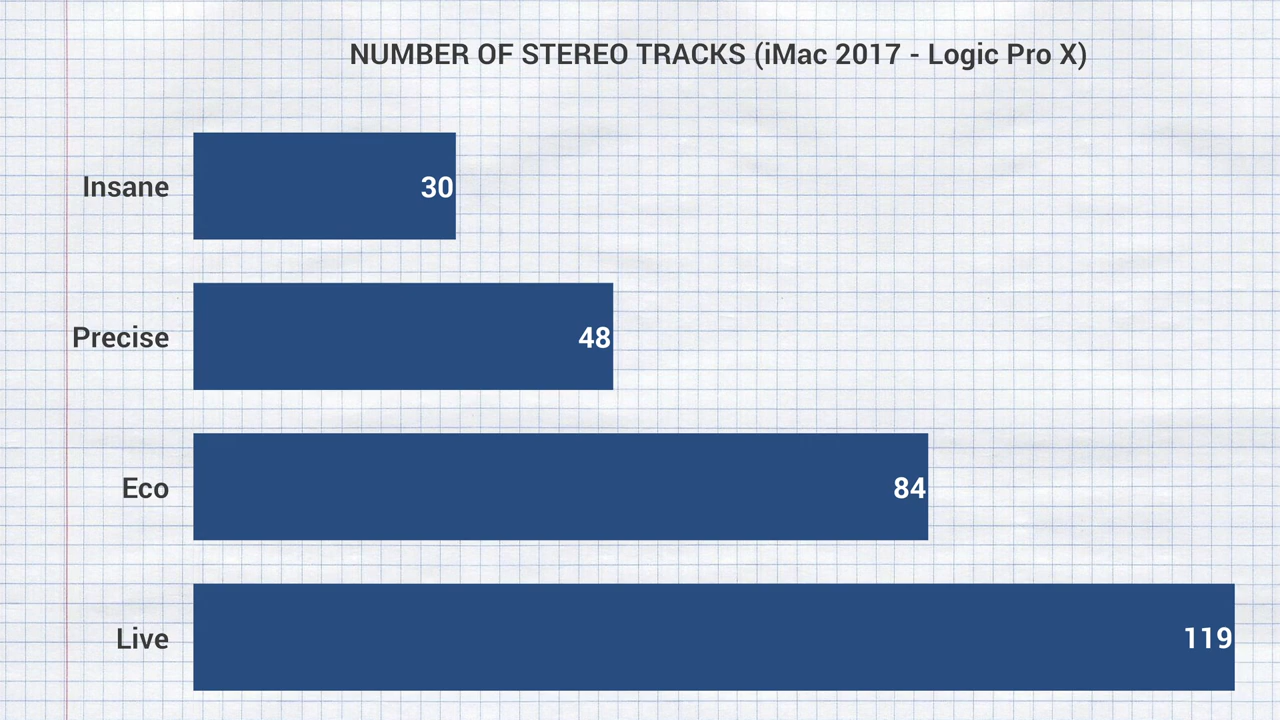 NUMBER OF STEREO TRACKS (iMac 2017 - Logic Pro X)
Insane 30
Precise 48
Eco 84
Live 119